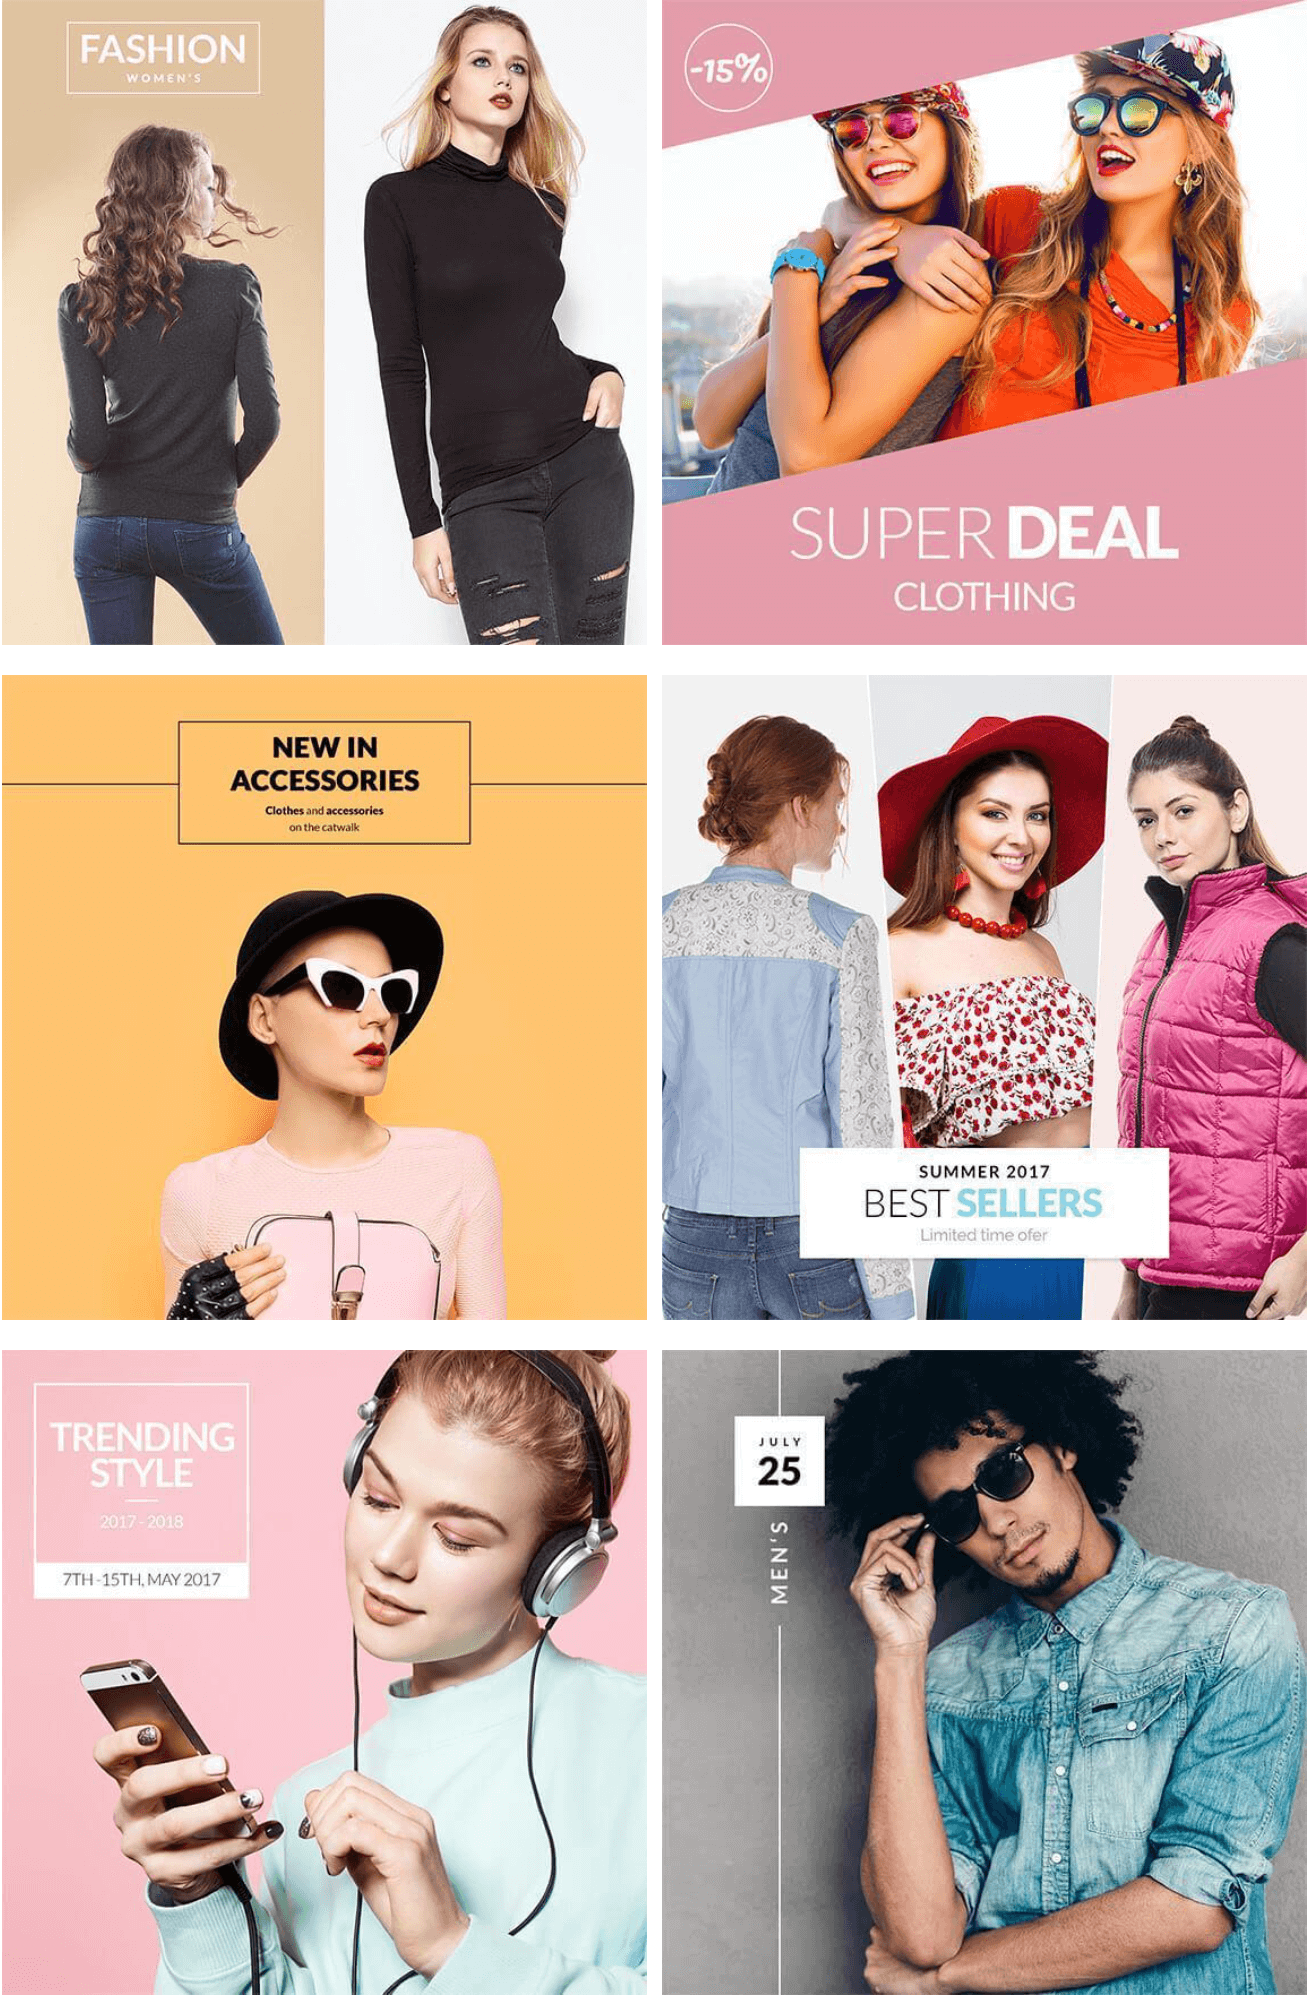 FASHION
WOMEN'S
-15%
SUPER DEAL
CLOTHING
NEW IN
ACCESSORIES
Clothes and accessories
on the catwalk
SUMMER 2017
BEST SELLERS
Limited time ofer
TRENDING
STYLE
2017 - 2018
7TH -15TH, MAY 2017
JULY
25
MEN'S